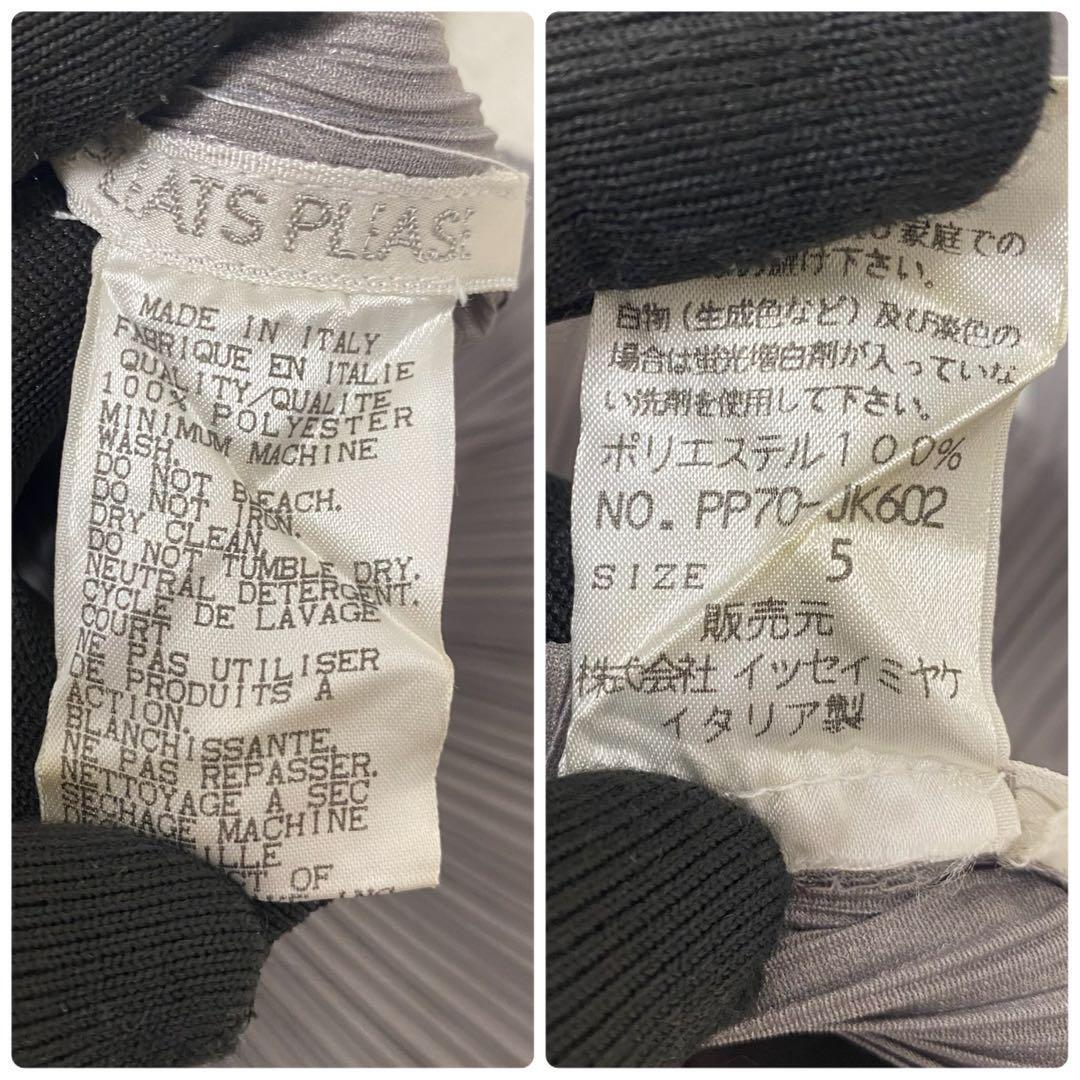 EATS PLEASE
MADE IN ITALY
FABRIQUE EN ITALIE
QUALITY/QUALITE
100% POLYESTER
MINIMUM MACHINE
WASH.
DO NOT BLEACH.
DO NOT IRON.
DRY CLEAN.
DO NOT TUMBLE DRY.
NEUTRAL DETERGENT.
CYCLE DE LAVAGE
COURT
NE PAS UTILISER
DE PRODUITS A
ACTION.
BLANCHISSANTE.
NE PAS REPASSER.
NETTOYAGE A SEC
SECHAGE MACHINE
OF
家庭での
け下さい。
白物(生成色など)及び淡色の
場合は蛍光増白剤が入っていな
い洗剤を使用して下さい。
ポリエステル100%
NO. PP70-JK602
SIZE 5
販売元
株式会社 イッセイミヤケ
イタリア製